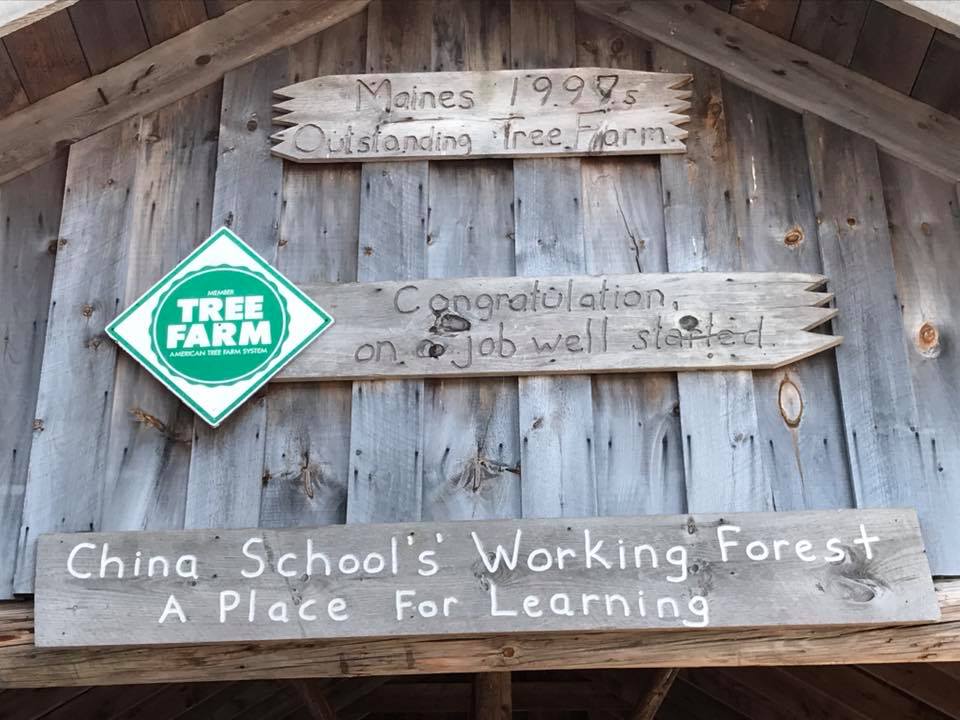 Maines 1997s
Outstanding Tree Farm.
MEMBER
TREE
FARM
AMERICAN TREE FARM SYSTEM
Congratulation,
on a job well started.
China School's' Working Forest
A Place For Learning